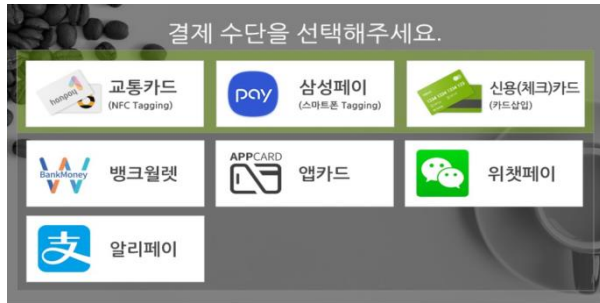 결제 수단을 선택해주세요.
hanpay
교통카드
(NFC Tagging)
pay
삼성페이
(스마트폰 Tagging)
신용(체크)카드
(카드삽입)
BankMoney
뱅크월렛
APPCARD
앱카드
위챗페이
支
알리페이